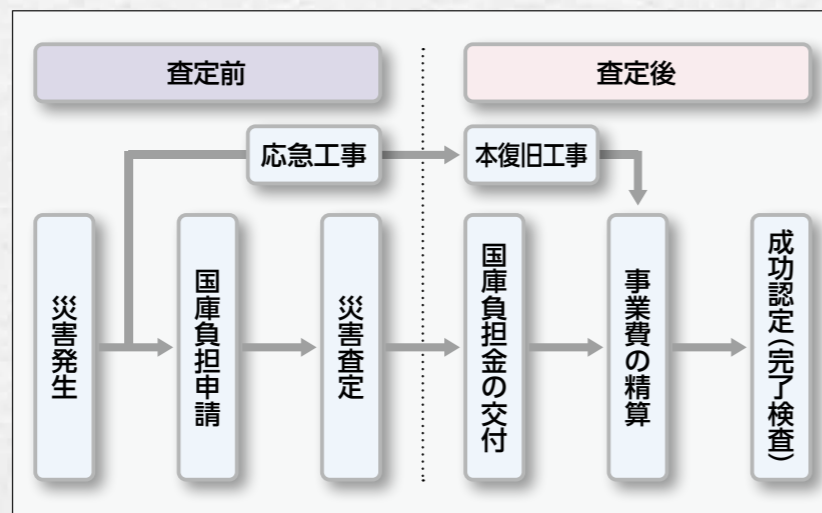 査定前
査定後
応急工事
本復旧工事
災害発生
国庫負担申請
災害査定
国庫負担金の交付
事業費の精算
成功認定(完了検査)